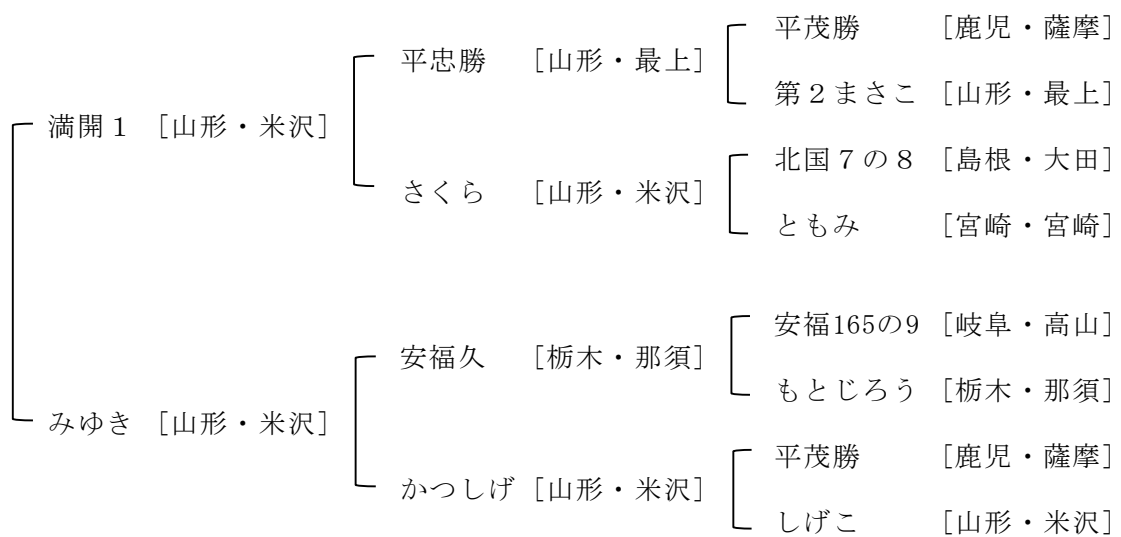 平茂勝 [鹿児・薩摩]
平忠勝 [山形・最上]
第2まさこ [山形・最上]
満開1 [山形・米沢]
北国7の8 [島根・大田]
さくら [山形・米沢]
ともみ [宮崎・宮崎]
安福165の9 [岐阜・高山]
安福久 [栃木・那須]
もとじろう [栃木・那須]
みゆき [山形・米沢]
平茂勝 [鹿児・薩摩]
かつしげ [山形・米沢]
しげこ [山形・米沢]